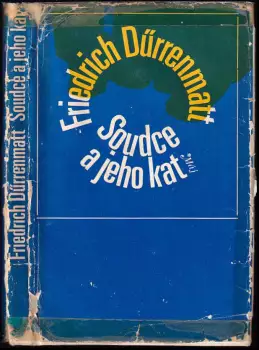 Friedrich Dürrenmatt
Soudce
a jeho kat
Friedrich Dürrenmatt Soudce a jeho kat